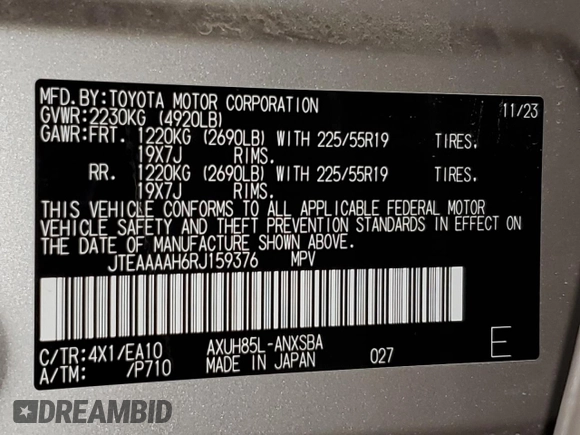 MFD.BY:TOYOTA MOTOR CORPORATION 11/23
GVWR:2230KG (4920LB)
GAWR:FRT. 1220KG (2690LB) WITH 225/55R19 TIRES.
19X7J RIMS.
RR. 1220KG (2690LB) WITH 225/55R19 TIRES.
19X7J RIMS.
THIS VEHICLE CONFORMS TO ALL APPLICABLE FEDERAL MOTOR
VEHICLE SAFETY AND THEFT PREVENTION STANDARDS IN EFFECT ON
THE DATE OF MANUFACTURE SHOWN ABOVE.
JTEAAAAH6RJ159376 MPV
C/TR:4X1/EA10 AXUH85L-ANXSBA
A/TM: /P710 MADE IN JAPAN 027 E
DREAMBID